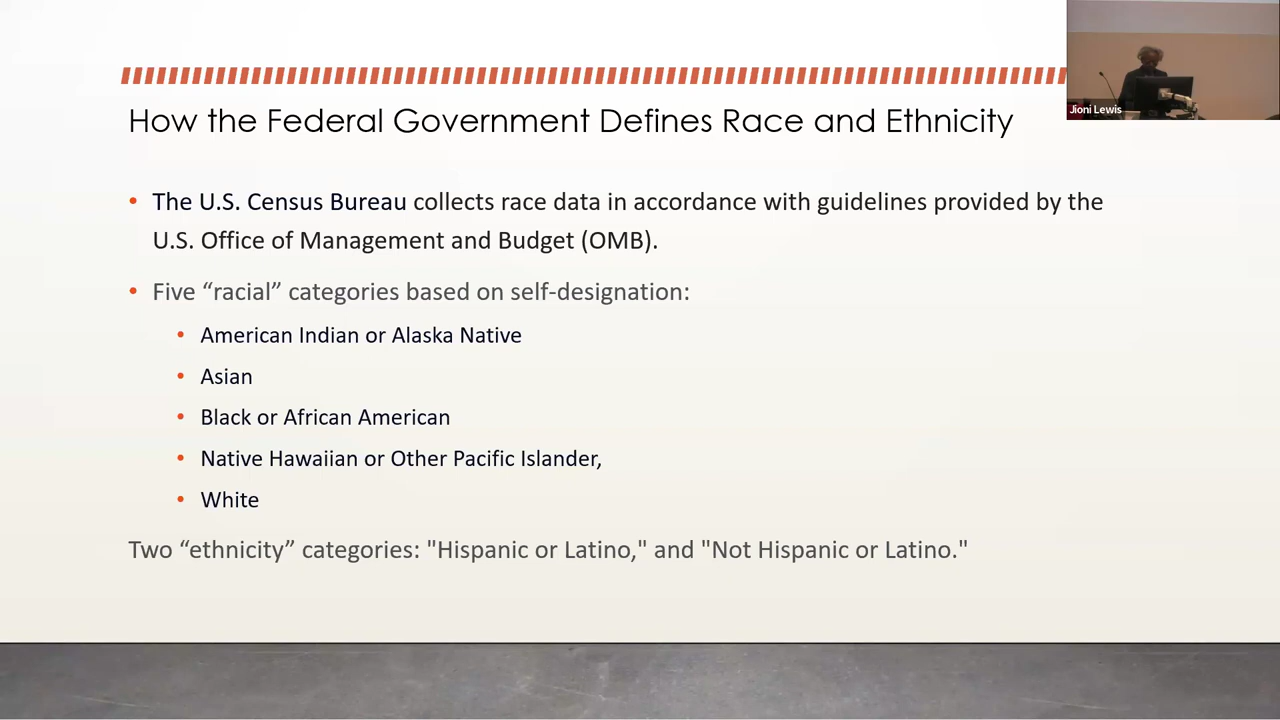 Jioni Lewis
How the Federal Government Defines Race and Ethnicity
• The U.S. Census Bureau collects race data in accordance with guidelines provided by the
U.S. Office of Management and Budget (OMB).
• Five “racial” categories based on self-designation:
• American Indian or Alaska Native
• Asian
• Black or African American
• Native Hawaiian or Other Pacific Islander,
• White
Two “ethnicity” categories: "Hispanic or Latino," and "Not Hispanic or Latino."